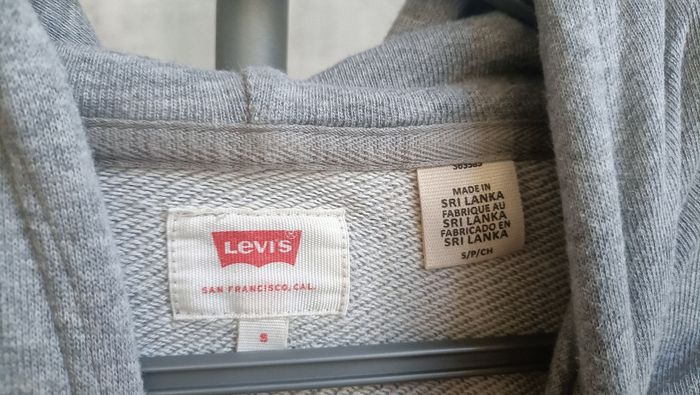 LEVI'S
SAN FRANCISCO, CAL.
S
MADE IN
SRI LANKA
FABRIQUE AU
SRI LANKA
FABRICADO EN
SRI LANKA
S/P/CH